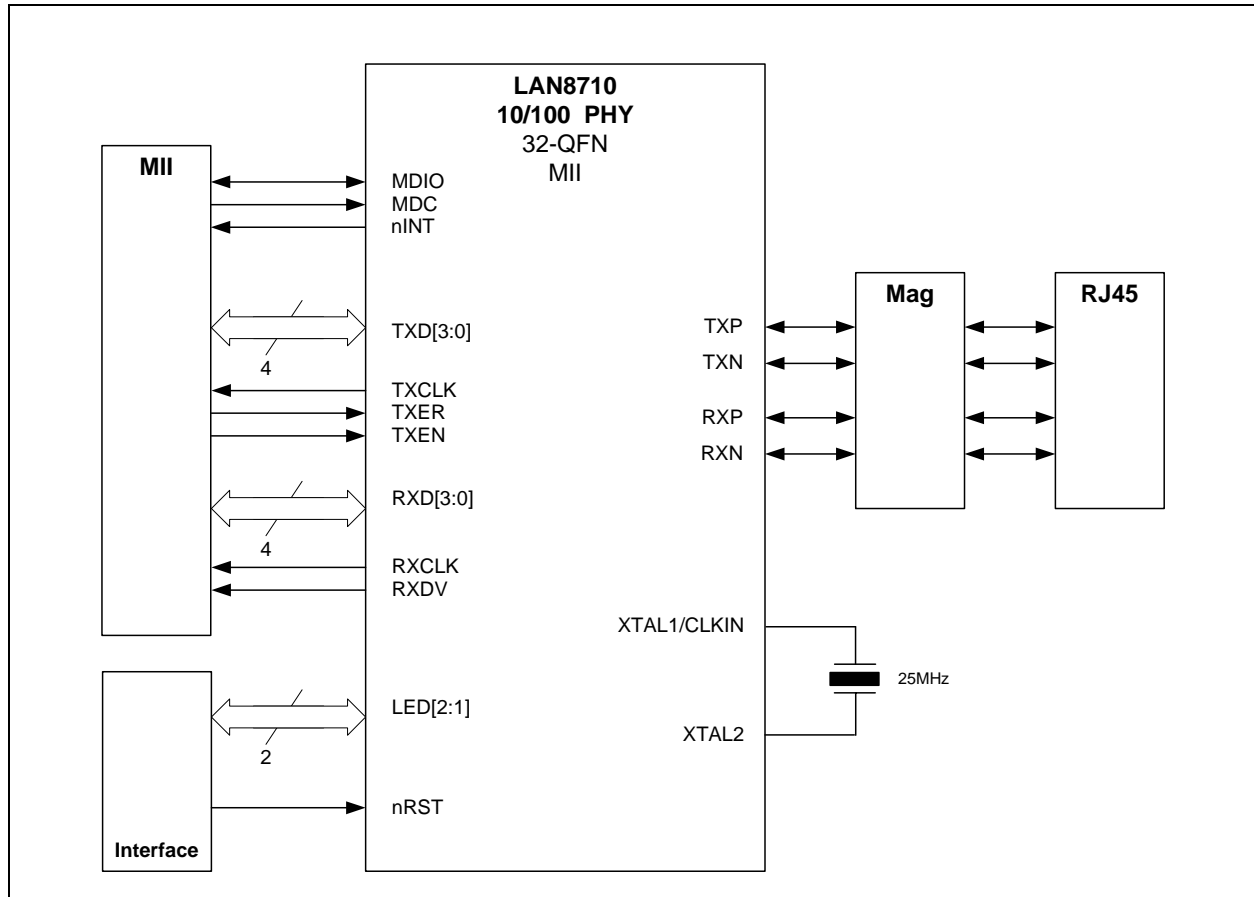 LAN8710
10/100 PHY
32-QFN
MII
MII
MDIO
MDC
nINT
TXD[3:0]
4
TXCLK
TXER
TXEN
RXD[3:0]
4
RXCLK
RXDV
LED[2:1]
2
nRST
Interface
Mag
RJ45
TXP
TXN
RXP
RXN
XTAL1/CLKIN
25MHz
XTAL2